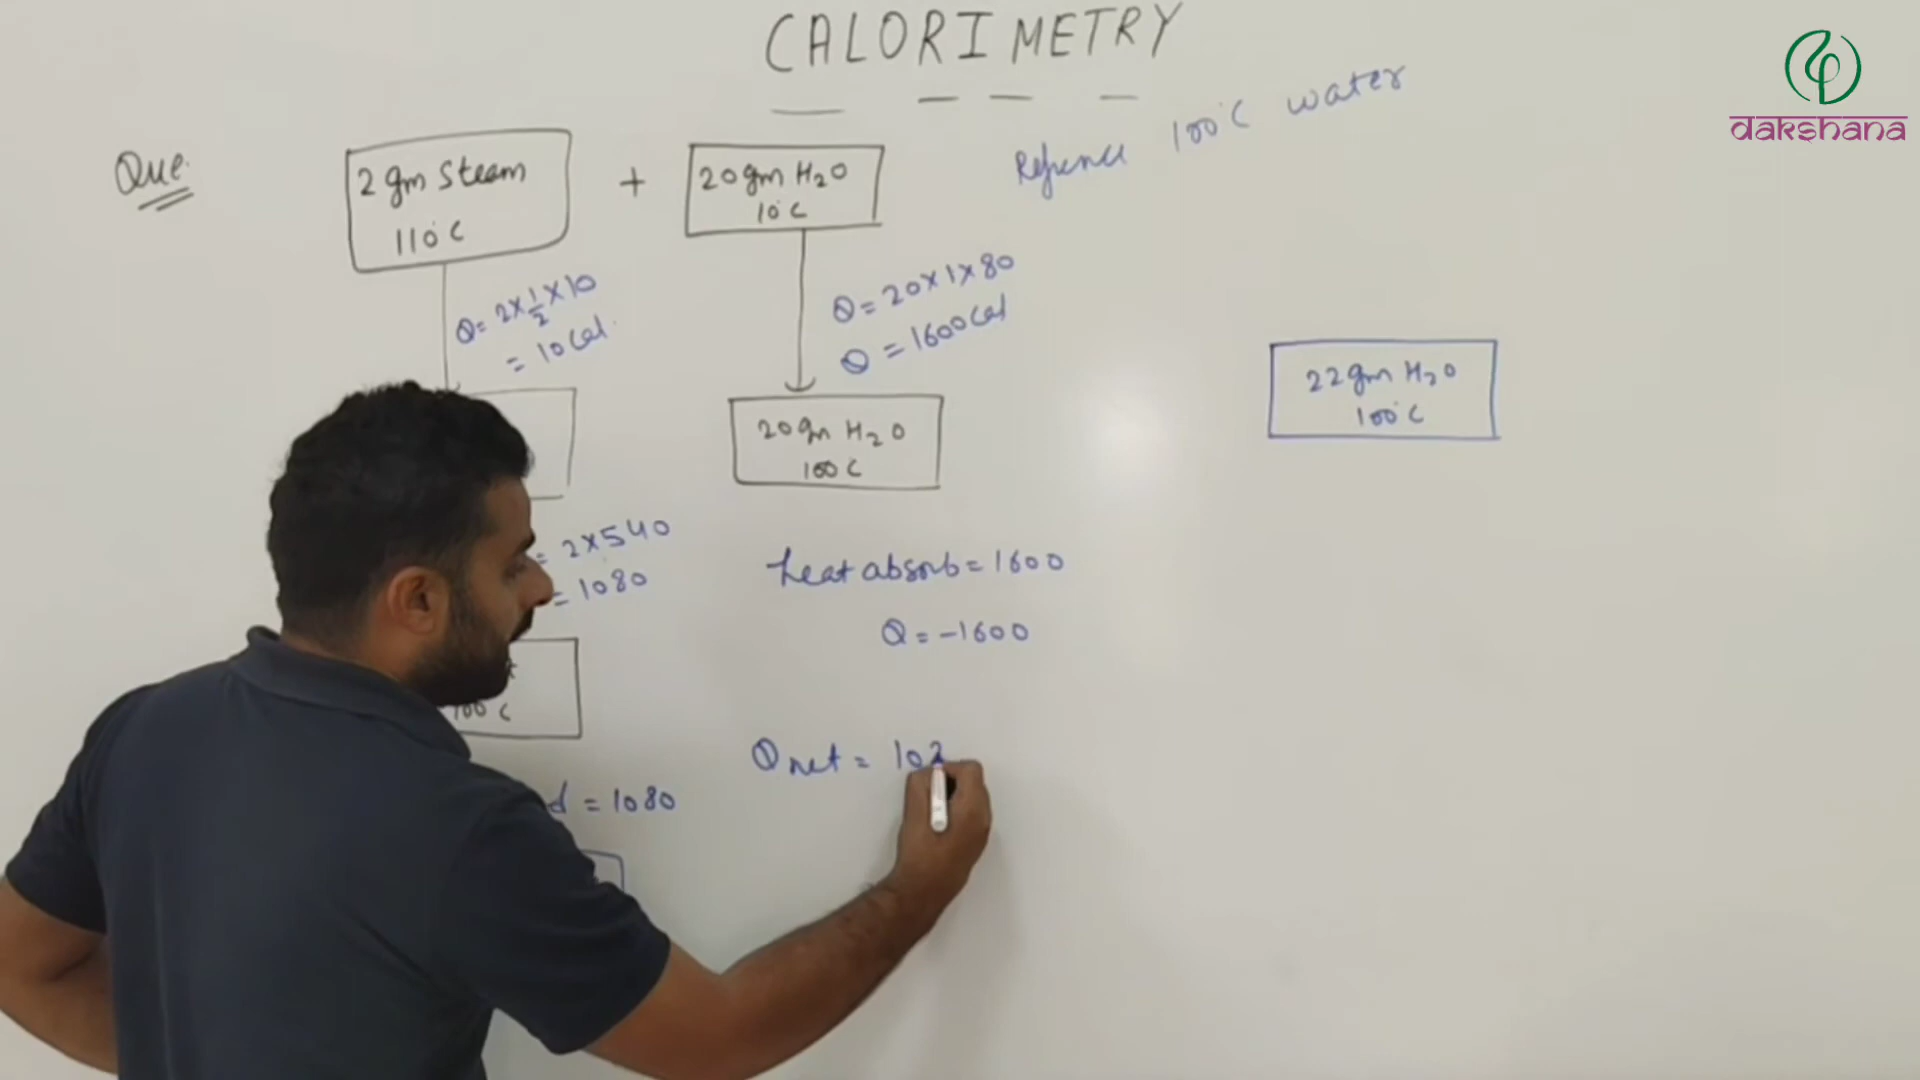 CALORIMETRY
dakshana
Refrence 100°C water
Que.
2 gm Steam
110°C
+
20gm H2O
10°C
Q= 2×1/2×10
= 10 Cal.
Q= 20×1×80
Q = 1600 Cal
22gm H2O
100°C
20gm H2O
100 C
= 2×540
= 1080
heat absorb = 1600
Q = -1600
100 C
Q net =
= 1080